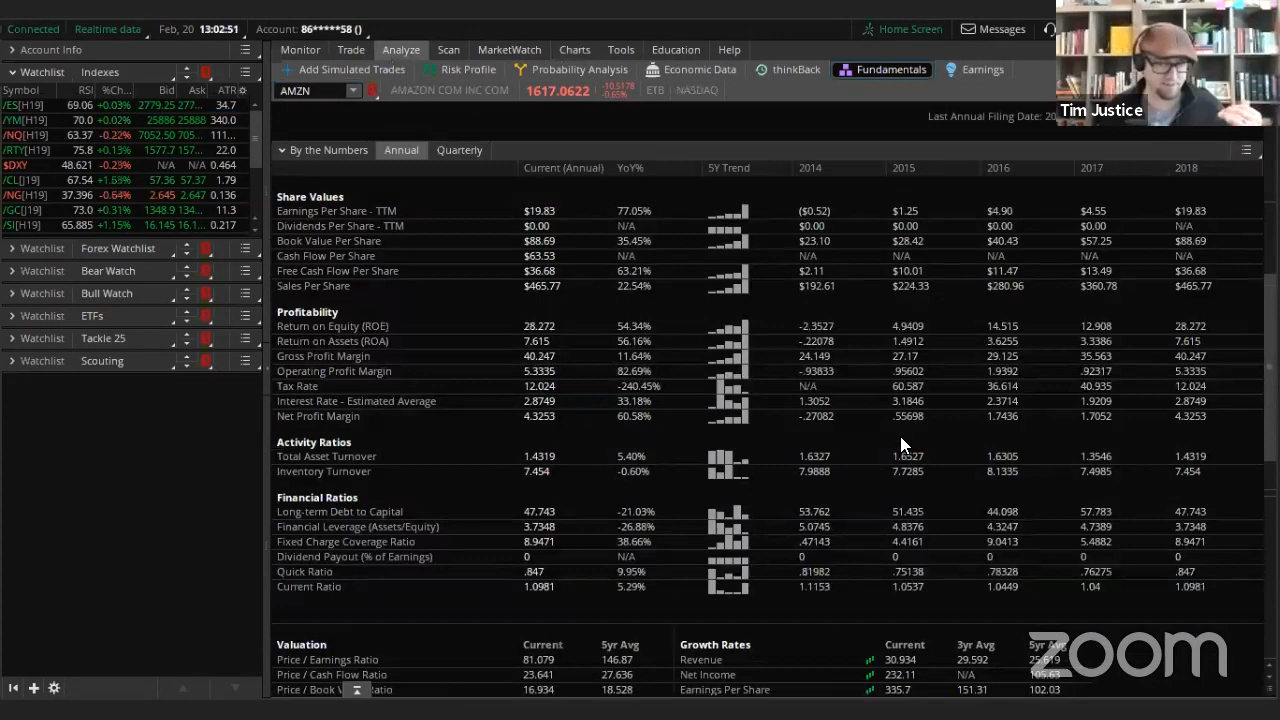 Connected Realtime data Feb, 20 13:02:51 Account: 86*****58 () Home Screen Messages
Account Info Monitor Trade Analyze Scan MarketWatch Charts Tools Education Help
Watchlist Indexes Add Simulated Trades Risk Profile Probability Analysis Economic Data thinkBack Fundamentals Earnings
Symbol RSI %Ch... Bid Ask ATR
AMZN AMAZON COM INC COM 1617.0622 -10.5178 -0.65% ETB NASDAQ
Tim Justice
/ES[H19] 69.06 +0.03% 2779.25 277... 34.7
/YM[H19] 70.0 +0.02% 25886 25888 340.0
/NQ[H19] 63.37 -0.22% 7052.50 705... 111...
/RTY[H19] 75.8 +0.13% 1577.7 157... 22.0
$DXY 48.621 -0.23% N/A N/A 0.464
/CL[J19] 67.54 +1.69% 57.36 57.37 1.79
/NG[H19] 37.396 -0.64% 2.645 2.647 0.136
/GC[J19] 73.0 +0.31% 1348.9 134... 11.3
/SI[H19] 65.885 +1.15% 16.145 16.1... 0.217
Watchlist Forex Watchlist
Watchlist Bear Watch
Watchlist Bull Watch
Watchlist ETFs
Watchlist Tackle 25
Watchlist Scouting
Last Annual Filing Date: 20
By the Numbers Annual Quarterly
Current (Annual) YoY% 5Y Trend 2014 2015 2016 2017 2018
Share Values
Earnings Per Share - TTM $19.83 77.05% ($0.52) $1.25 $4.90 $4.55 $19.83
Dividends Per Share - TTM $0.00 N/A $0.00 $0.00 $0.00 $0.00 N/A
Book Value Per Share $88.69 35.45% $23.10 $28.42 $40.43 $57.25 $88.69
Cash Flow Per Share $63.53 N/A N/A N/A N/A N/A N/A
Free Cash Flow Per Share $36.68 63.21% $2.11 $10.01 $11.47 $13.49 $36.68
Sales Per Share $465.77 22.54% $192.61 $224.33 $280.96 $360.78 $465.77
Profitability
Return on Equity (ROE) 28.272 54.34% -2.3527 4.9409 14.515 12.908 28.272
Return on Assets (ROA) 7.615 56.16% -.22078 1.4912 3.6255 3.3386 7.615
Gross Profit Margin 40.247 11.64% 24.149 27.17 29.125 35.563 40.247
Operating Profit Margin 5.3335 82.69% -.93833 .95602 1.9392 .92317 5.3335
Tax Rate 12.024 -240.45% N/A 60.587 36.614 40.935 12.024
Interest Rate - Estimated Average 2.8749 33.18% 1.3052 3.1846 2.3714 1.9209 2.8749
Net Profit Margin 4.3253 60.58% -.27082 .55698 1.7436 1.7052 4.3253
Activity Ratios
Total Asset Turnover 1.4319 5.40% 1.6327 1.6527 1.6305 1.3546 1.4319
Inventory Turnover 7.454 -0.60% 7.9888 7.7285 8.1335 7.4985 7.454
Financial Ratios
Long-term Debt to Capital 47.743 -21.03% 53.762 51.435 44.098 57.783 47.743
Financial Leverage (Assets/Equity) 3.7348 -26.88% 5.0745 4.8376 4.3247 4.7389 3.7348
Fixed Charge Coverage Ratio 8.9471 38.66% .47143 4.4161 9.0413 5.4882 8.9471
Dividend Payout (% of Earnings) 0 N/A 0 0 0 0 0
Quick Ratio .847 9.95% .81982 .75138 .78328 .76275 .847
Current Ratio 1.0981 5.29% 1.1153 1.0537 1.0449 1.04 1.0981
Valuation Current 5yr Avg Growth Rates Current 3yr Avg 5yr Avg
Price / Earnings Ratio 81.079 146.87 Revenue 30.934 29.592 25.619
Price / Cash Flow Ratio 23.641 27.636 Net Income 232.11 N/A 105.63
Price / Book Ratio 16.934 18.528 Earnings Per Share 335.7 151.31 102.03
zoom